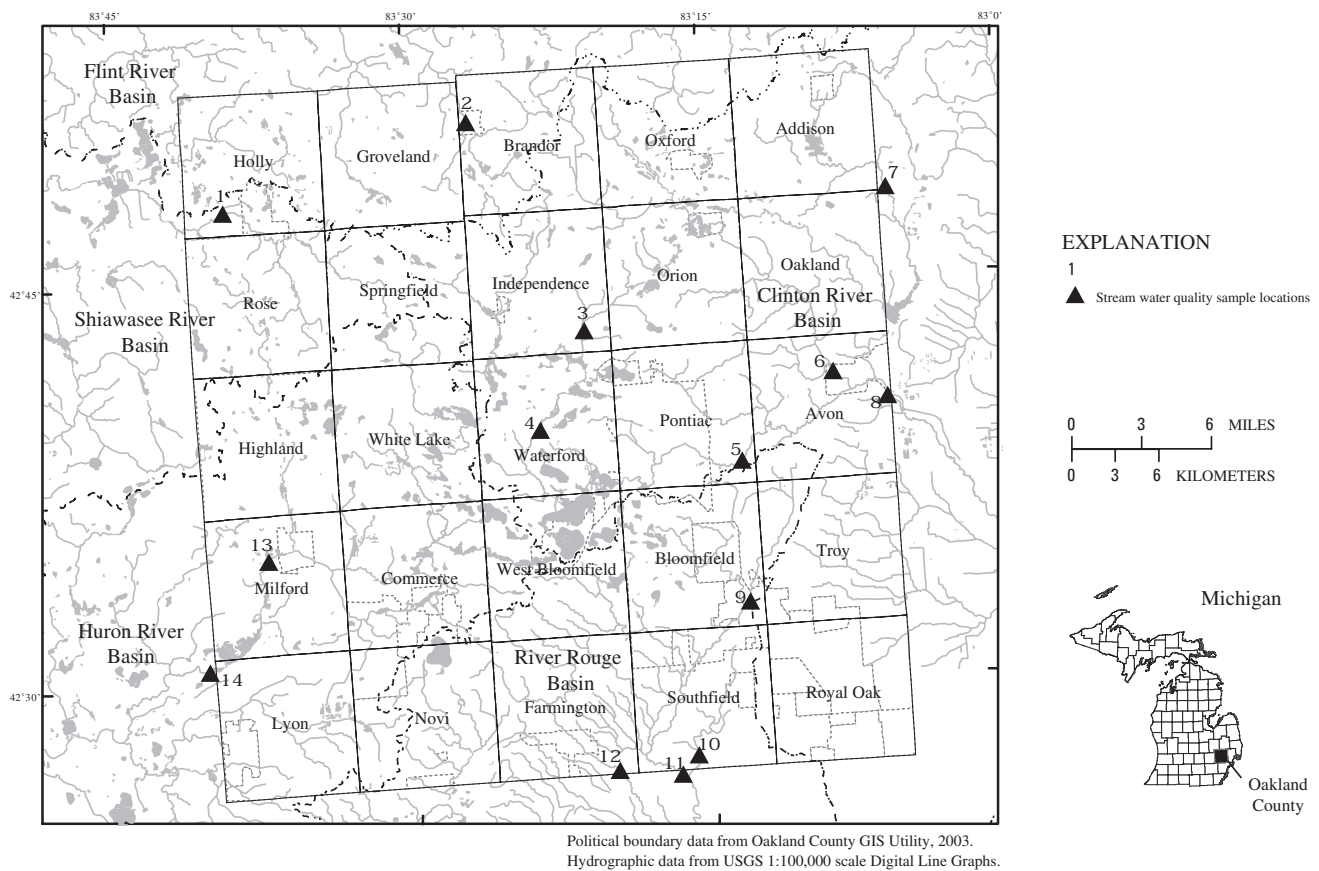 83°45'
83°30'
83°15'
83°0'
Flint River
Basin
2
Holly
Groveland
Brandon
Oxford
Addison
1
7
42°45'
Rose
Springfield
Independence
Orion
Oakland
Clinton River
Basin
Shiawasee River
Basin
3
6
8
Avon
Highland
White Lake
4
Waterford
Pontiac
5
13
Milford
Commerce
West Bloomfield
Bloomfield
Troy
9
Huron River
Basin
14
42°30'
Lyon
Novi
River Rouge
Basin
Farmington
Southfield
Royal Oak
12
11
10
EXPLANATION
1
Stream water quality sample locations
0 3 6 MILES
0 3 6 KILOMETERS
Michigan
Oakland
County
Political boundary data from Oakland County GIS Utility, 2003.
Hydrographic data from USGS 1:100,000 scale Digital Line Graphs.